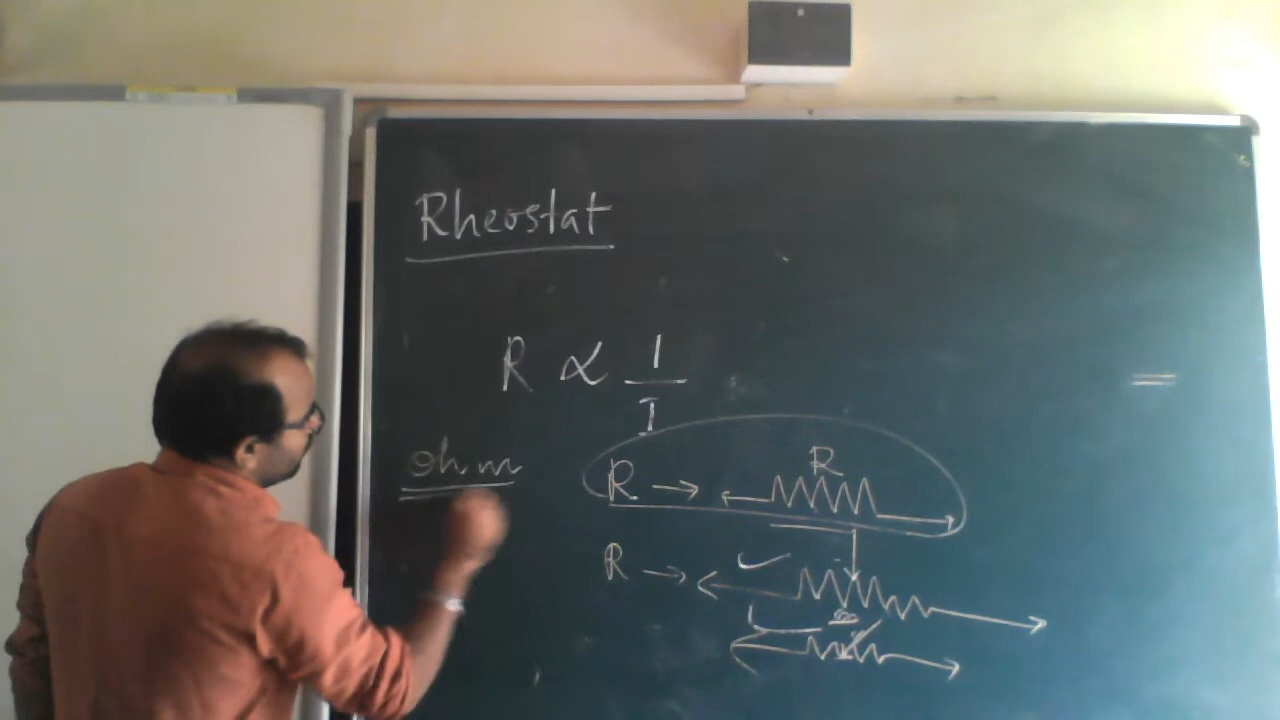 Rheostat
R ∝ 1/I
ohm
R → R
R →